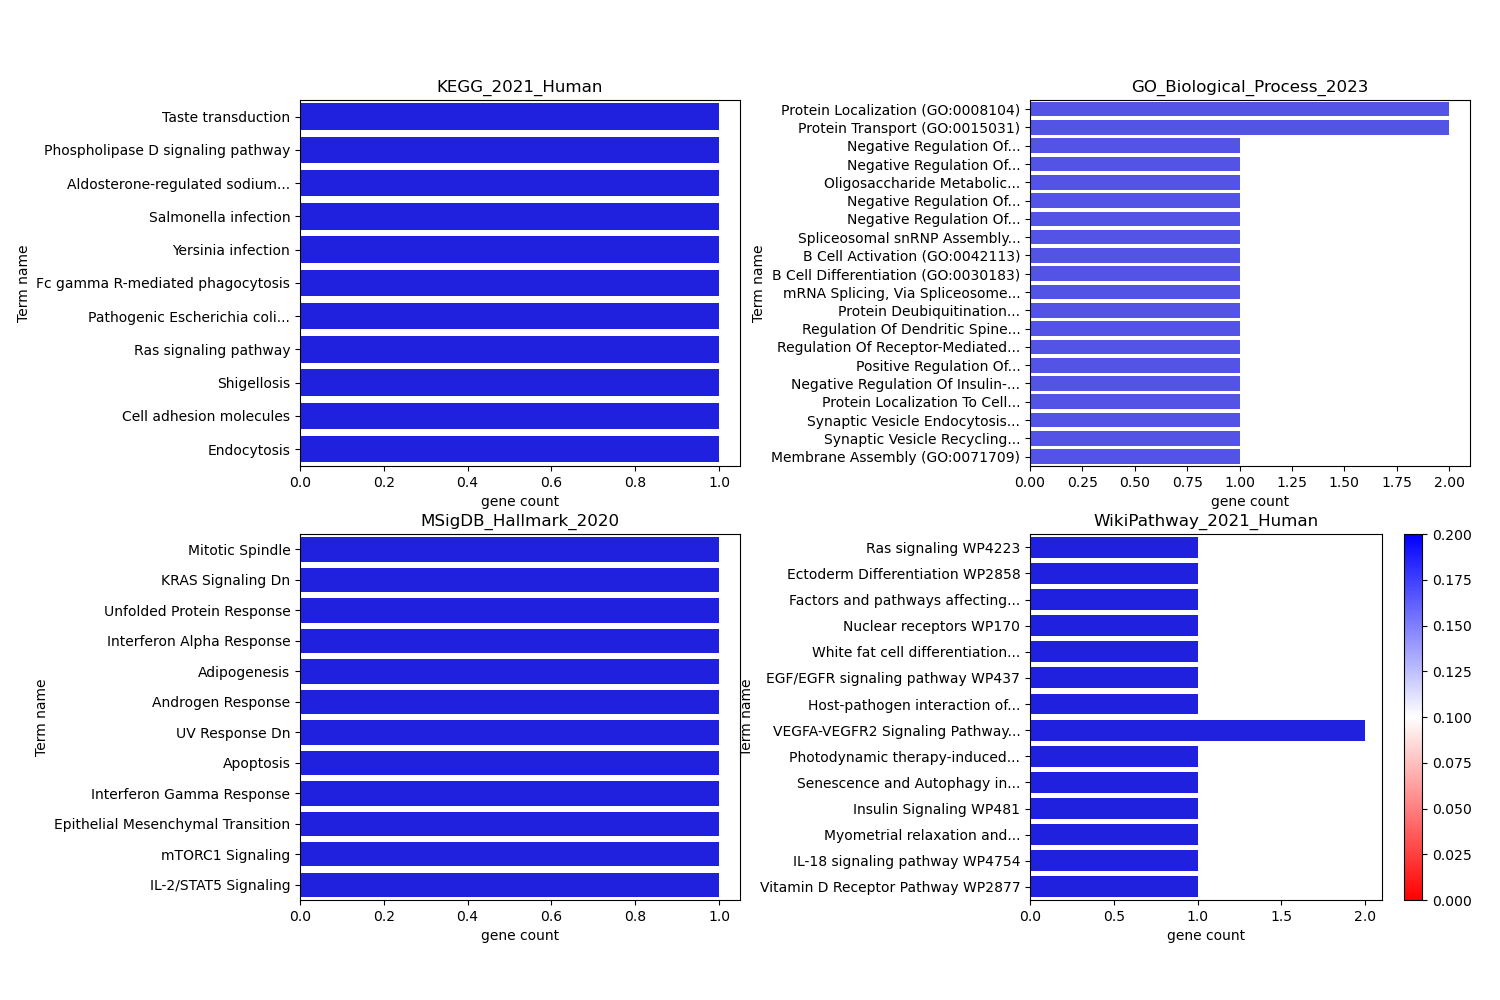 KEGG_2021_Human
Term name
Taste transduction
Phospholipase D signaling pathway
Aldosterone-regulated sodium...
Salmonella infection
Yersinia infection
Fc gamma R-mediated phagocytosis
Pathogenic Escherichia coli...
Ras signaling pathway
Shigellosis
Cell adhesion molecules
Endocytosis
0.0 0.2 0.4 0.6 0.8 1.0
gene count
GO_Biological_Process_2023
Term name
Protein Localization (GO:0008104)
Protein Transport (GO:0015031)
Negative Regulation Of...
Negative Regulation Of...
Oligosaccharide Metabolic...
Negative Regulation Of...
Negative Regulation Of...
Spliceosomal snRNP Assembly...
B Cell Activation (GO:0042113)
B Cell Differentiation (GO:0030183)
mRNA Splicing, Via Spliceosome...
Protein Deubiquitination...
Regulation Of Dendritic Spine...
Regulation Of Receptor-Mediated...
Positive Regulation Of...
Negative Regulation Of Insulin-...
Protein Localization To Cell...
Synaptic Vesicle Endocytosis...
Synaptic Vesicle Recycling...
Membrane Assembly (GO:0071709)
0.00 0.25 0.50 0.75 1.00 1.25 1.50 1.75 2.00
gene count
MSigDB_Hallmark_2020
Term name
Mitotic Spindle
KRAS Signaling Dn
Unfolded Protein Response
Interferon Alpha Response
Adipogenesis
Androgen Response
UV Response Dn
Apoptosis
Interferon Gamma Response
Epithelial Mesenchymal Transition
mTORC1 Signaling
IL-2/STAT5 Signaling
0.0 0.2 0.4 0.6 0.8 1.0
gene count
WikiPathway_2021_Human
Term name
Ras signaling WP4223
Ectoderm Differentiation WP2858
Factors and pathways affecting...
Nuclear receptors WP170
White fat cell differentiation...
EGF/EGFR signaling pathway WP437
Host-pathogen interaction of...
VEGFA-VEGFR2 Signaling Pathway...
Photodynamic therapy-induced...
Senescence and Autophagy in...
Insulin Signaling WP481
Myometrial relaxation and...
IL-18 signaling pathway WP4754
Vitamin D Receptor Pathway WP2877
0.0 0.5 1.0 1.5 2.0
gene count
0.200
0.175
0.150
0.125
0.100
0.075
0.050
0.025
0.000